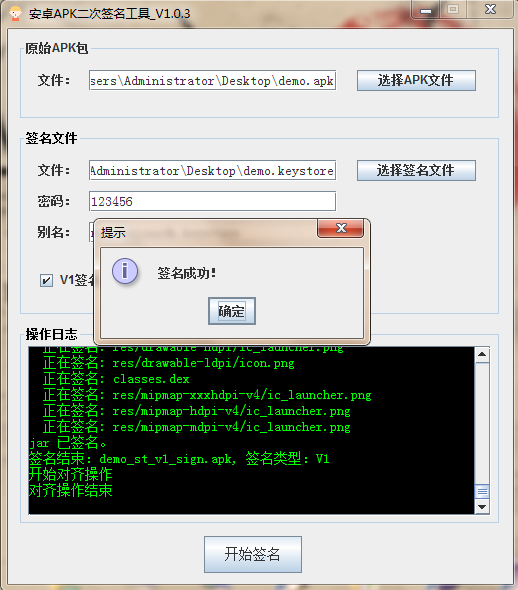 安卓APK二次签名工具_V1.0.3
原始APK包
文件: sers\Administrator\Desktop\demo.apk 选择APK文件
签名文件
文件: Administrator\Desktop\demo.keystore 选择签名文件
密码: 123456
别名:
提示
签名成功!
确定
V1签名
操作日志
正在签名: res/drawable-hdpi/ic_launcher.png
正在签名: res/drawable-ldpi/icon.png
正在签名: classes.dex
正在签名: res/mipmap-xxxhdpi-v4/ic_launcher.png
正在签名: res/mipmap-hdpi-v4/ic_launcher.png
正在签名: res/mipmap-mdpi-v4/ic_launcher.png
jar 已签名。
签名结束: demo_st_v1_sign.apk, 签名类型: V1
开始对齐操作
对齐操作结束
开始签名